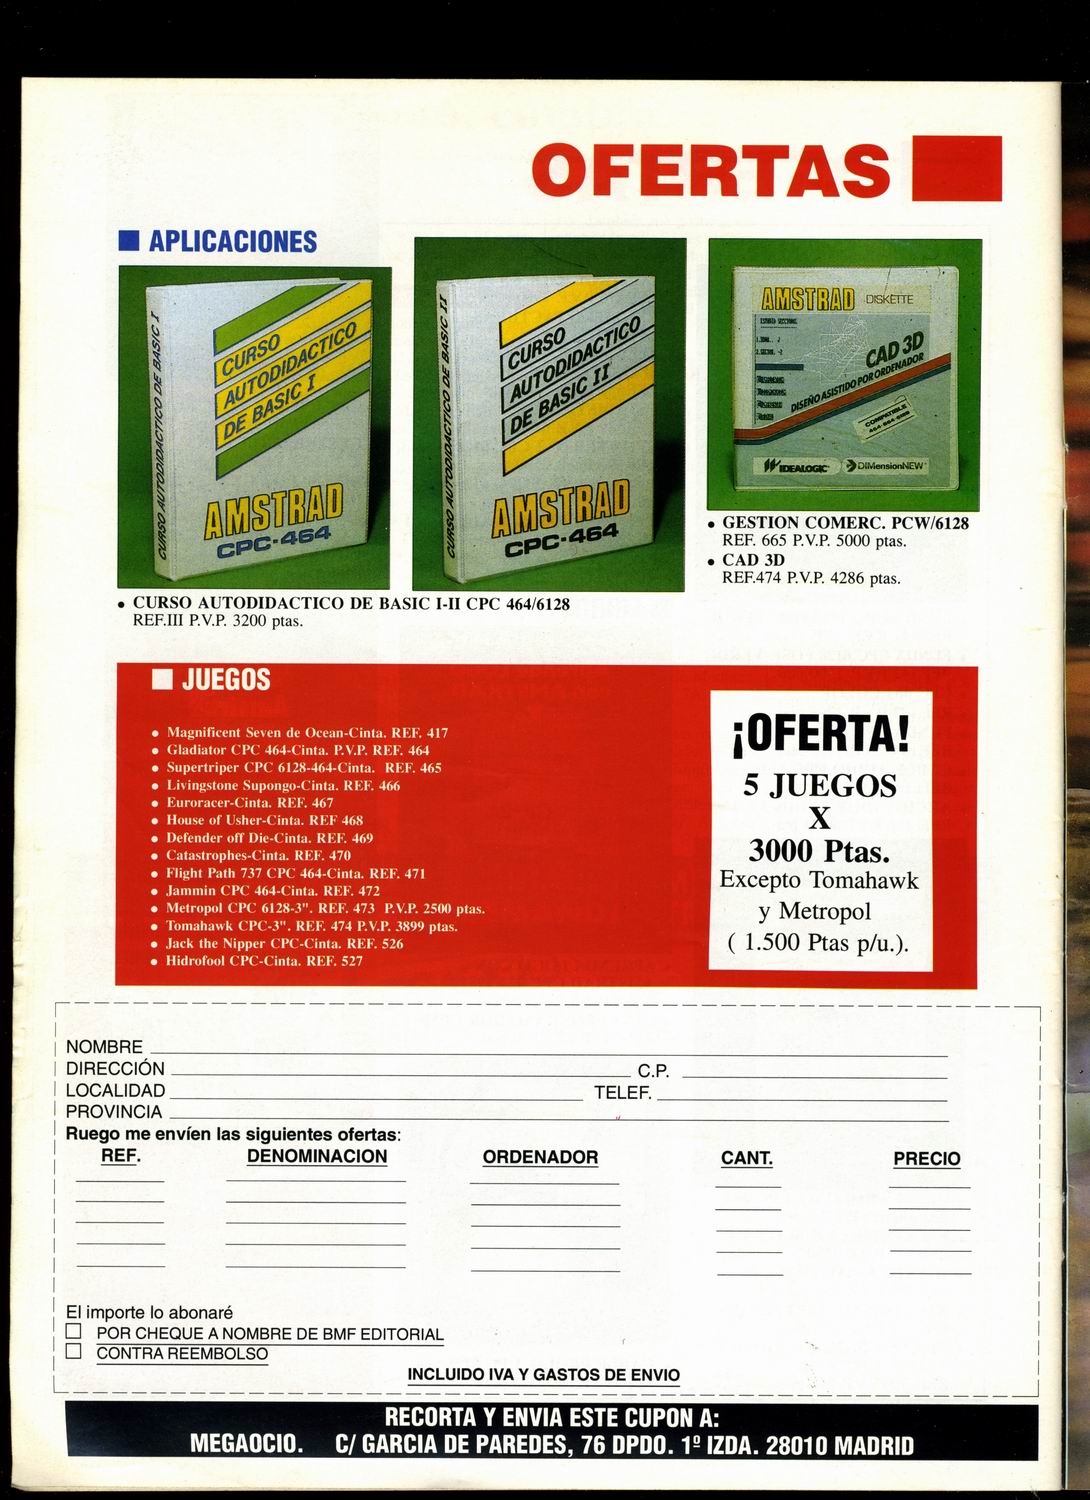 OFERTAS
APLICACIONES
CURSO AUTODIDACTICO DE BASIC I
CURSO
AUTODIDACTICO
DE BASIC I
AMSTRAD
CPC-464
CURSO AUTODIDACTICO DE BASIC II
CURSO
AUTODIDACTICO
DE BASIC II
AMSTRAD
CPC-464
AMSTRAD DISKETTE
CAD 3D
DISEÑO ASISTIDO POR ORDENADOR
COMPATIBLE
IDEALOGIC DIMensionNEW
• GESTION COMERC. PCW/6128
REF. 665 P.V.P. 5000 ptas.
• CAD 3D
REF.474 P.V.P. 4286 ptas.
• CURSO AUTODIDACTICO DE BASIC I-II CPC 464/6128
REF.III P.V.P. 3200 ptas.
JUEGOS
• Magnificent Seven de Ocean-Cinta. REF. 417
• Gladiator CPC 464-Cinta. P.V.P. REF. 464
• Supertriper CPC 6128-464-Cinta. REF. 465
• Livingstone Supongo-Cinta. REF. 466
• Euroracer-Cinta. REF. 467
• House of Usher-Cinta. REF 468
• Defender off Die-Cinta. REF. 469
• Catastrophes-Cinta. REF. 470
• Flight Path 737 CPC 464-Cinta. REF. 471
• Jammin CPC 464-Cinta. REF. 472
• Metropol CPC 6128-3". REF. 473 P.V.P. 2500 ptas.
• Tomahawk CPC-3". REF. 474 P.V.P. 3899 ptas.
• Jack the Nipper CPC-Cinta. REF. 526
• Hidrofool CPC-Cinta. REF. 527
¡OFERTA!
5 JUEGOS
X
3000 Ptas.
Excepto Tomahawk
y Metropol
( 1.500 Ptas p/u.).
NOMBRE
DIRECCIÓN C.P.
LOCALIDAD TELEF.
PROVINCIA
Ruego me envíen las siguientes ofertas:
REF. DENOMINACION ORDENADOR CANT. PRECIO
El importe lo abonaré
POR CHEQUE A NOMBRE DE BMF EDITORIAL
CONTRA REEMBOLSO
INCLUIDO IVA Y GASTOS DE ENVIO
RECORTA Y ENVIA ESTE CUPON A:
MEGAOCIO. C/ GARCIA DE PAREDES, 76 DPDO. 1º IZDA. 28010 MADRID